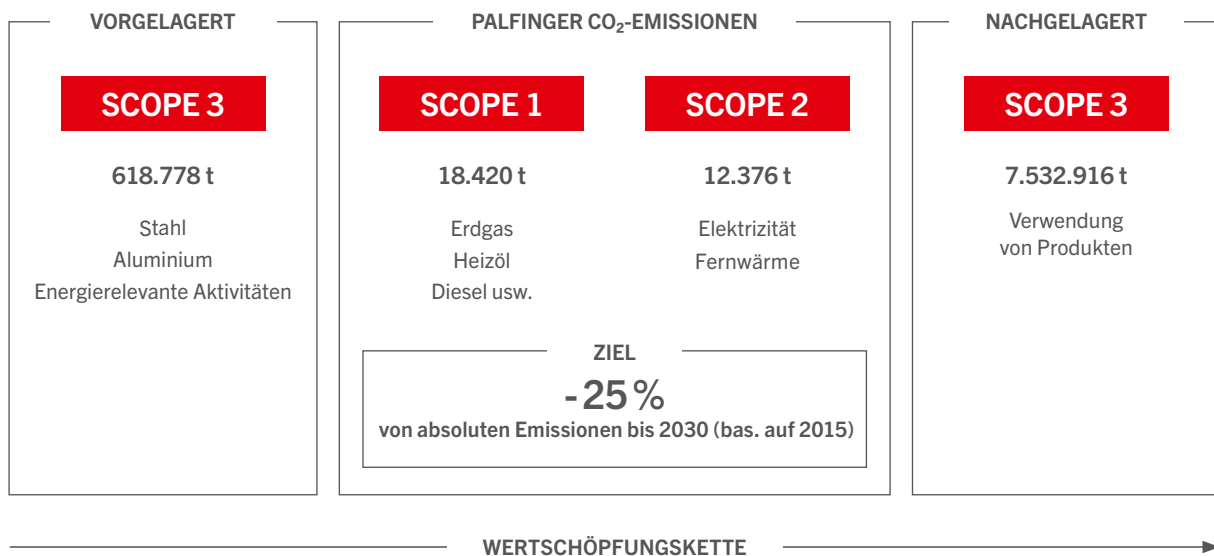 VORGELAGERT
SCOPE 3
618.778 t
Stahl
Aluminium
Energierelevante Aktivitäten
PALFINGER CO₂-EMISSIONEN
SCOPE 1
18.420 t
Erdgas
Heizöl
Diesel usw.
SCOPE 2
12.376 t
Elektrizität
Fernwärme
ZIEL
-25%
von absoluten Emissionen bis 2030 (bas. auf 2015)
NACHGELAGERT
SCOPE 3
7.532.916 t
Verwendung
von Produkten
WERTSCHÖPFUNGSKETTE